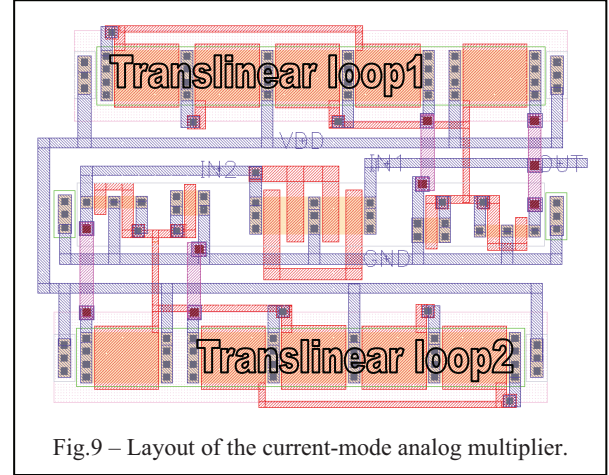 Translinear loop1
VDD
IN2 IN1 OUT
GND
Translinear loop2
Fig.9 – Layout of the current-mode analog multiplier.